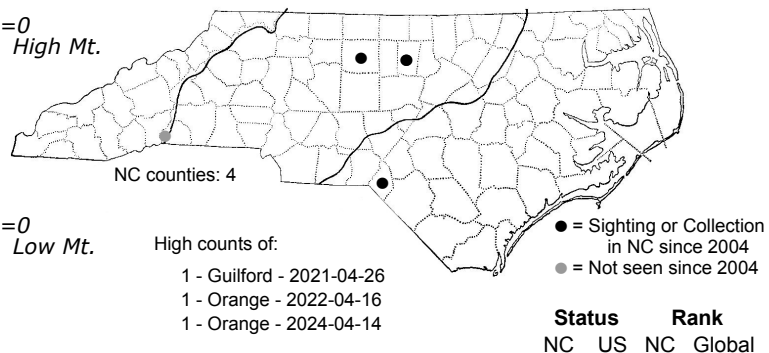 =0
High Mt.
NC counties: 4
=0
Low Mt.
High counts of:
1 - Guilford - 2021-04-26
1 - Orange - 2022-04-16
1 - Orange - 2024-04-14
= Sighting or Collection
in NC since 2004
= Not seen since 2004
Status Rank
NC US NC Global